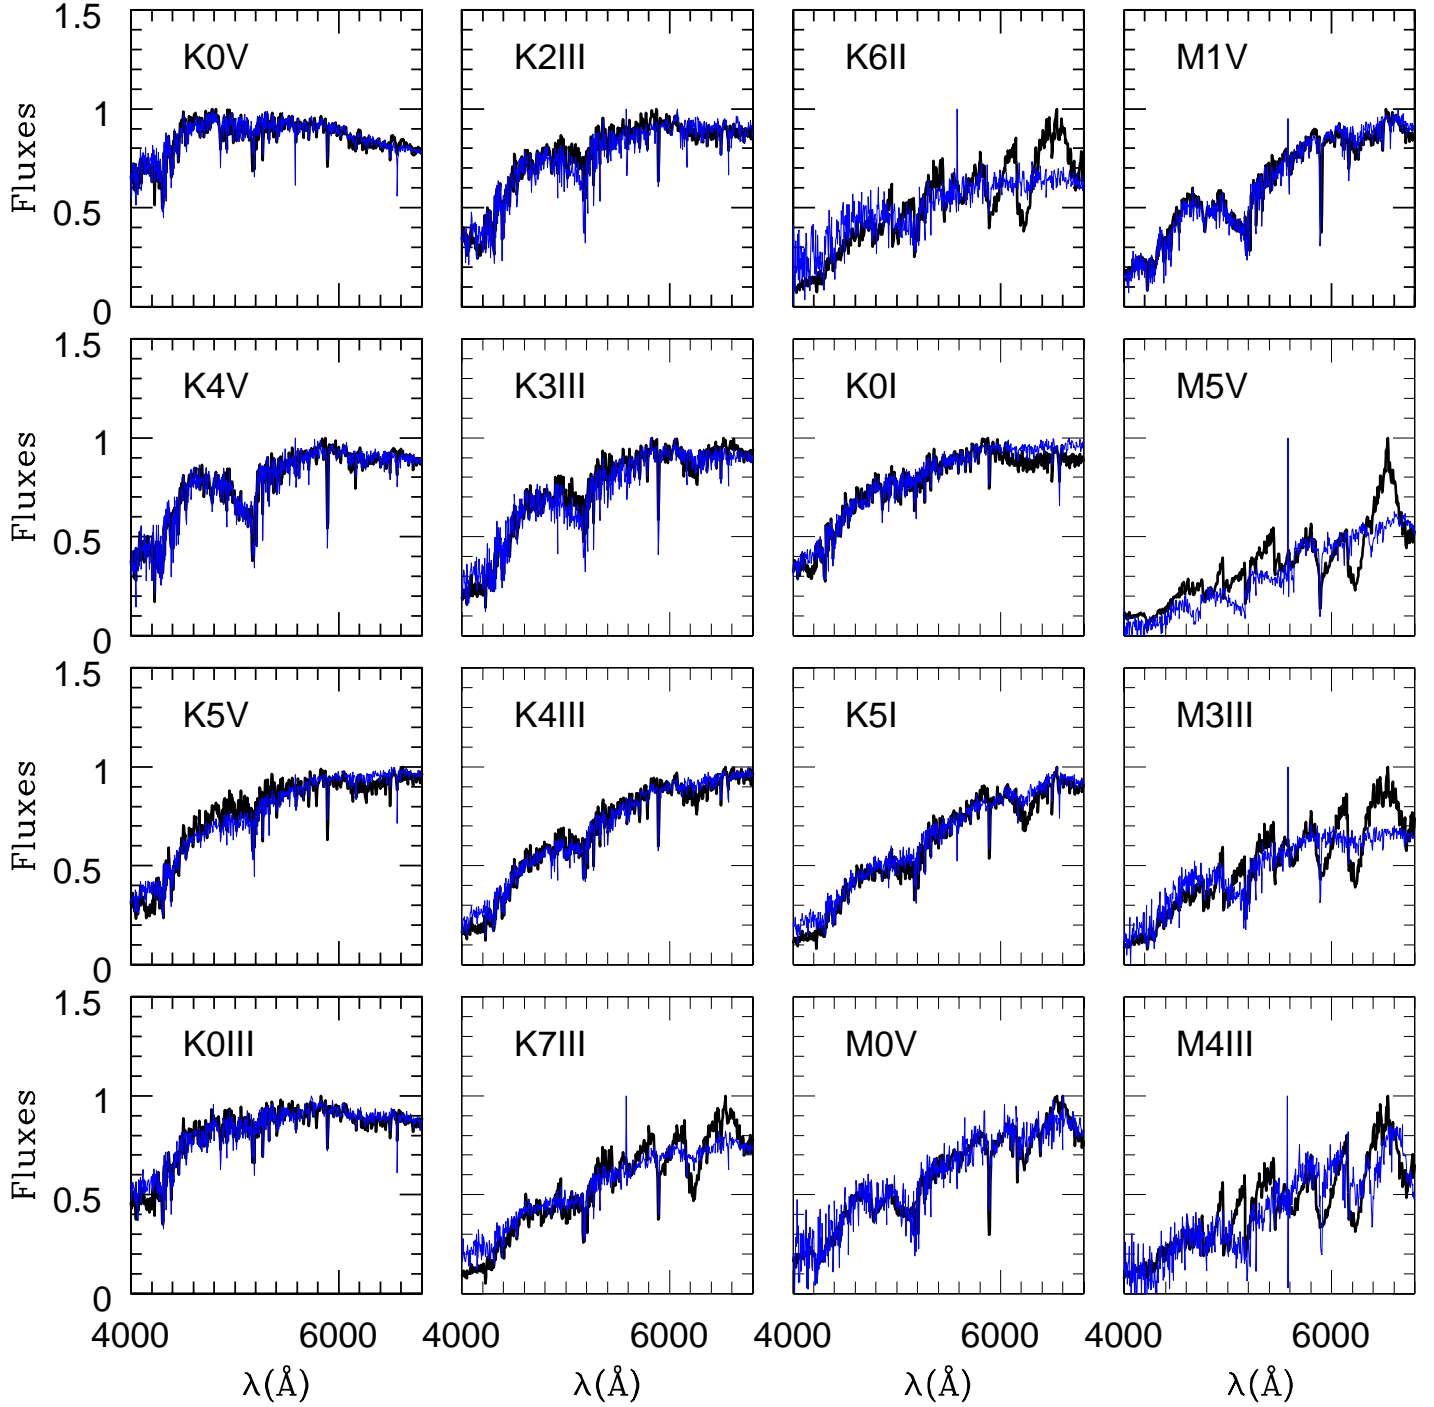 1.5
K0V K2III K6II M1V
1
Fluxes
0.5
0
1.5
K4V K3III K0I M5V
1
Fluxes
0.5
0
1.5
K5V K4III K5I M3III
1
Fluxes
0.5
0
1.5
K0III K7III M0V M4III
1
Fluxes
0.5
0
4000 6000 4000 6000 4000 6000 4000 6000
λ(Å) λ(Å) λ(Å) λ(Å)